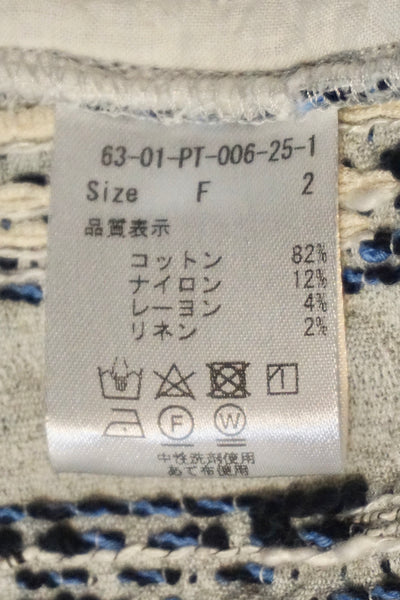 63-01-PT-006-25-1
Size F 2
品質表示
コットン 82%
ナイロン 12%
レーヨン 4%
リネン 2%
F W
中性洗剤使用
あて布使用